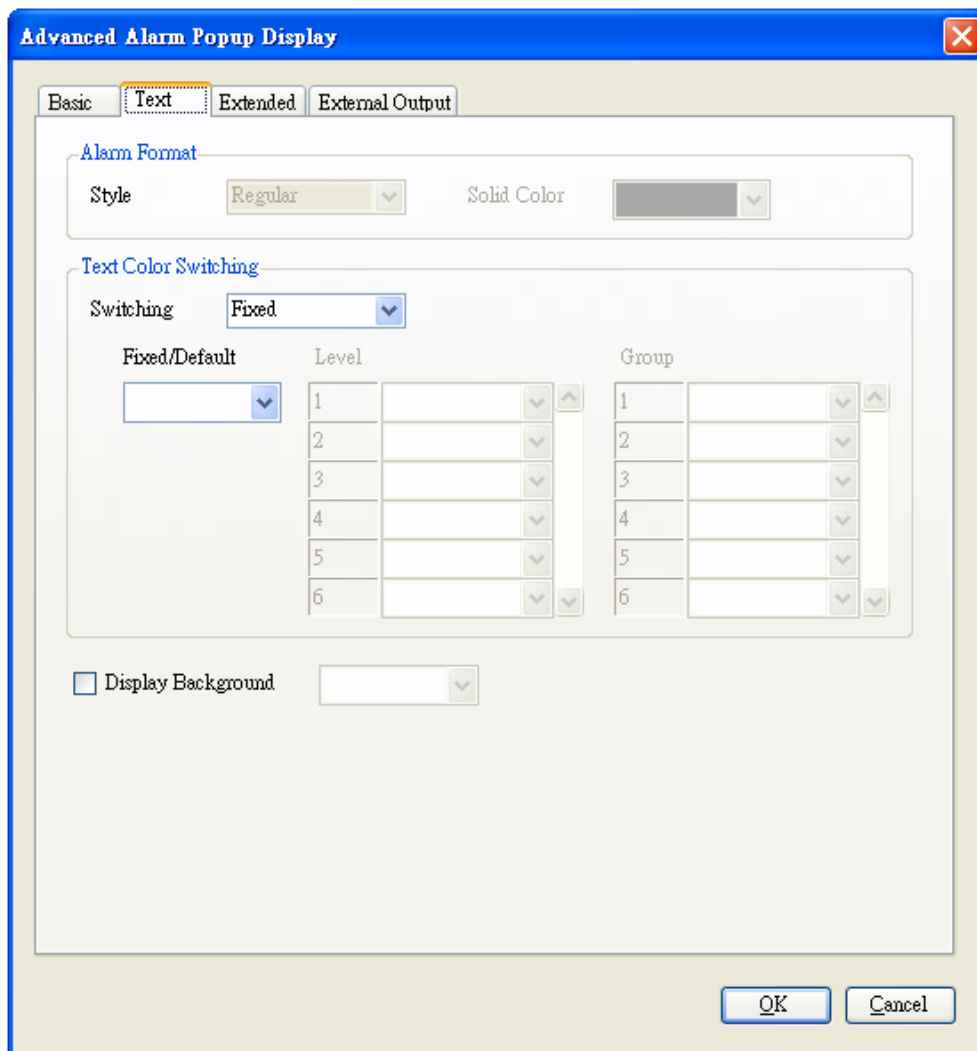 Advanced Alarm Popup Display
Basic Text Extended External Output
Alarm Format
Style Regular Solid Color
Text Color Switching
Switching Fixed
Fixed/Default Level Group
1 1
2 2
3 3
4 4
5 5
6 6
Display Background
OK Cancel